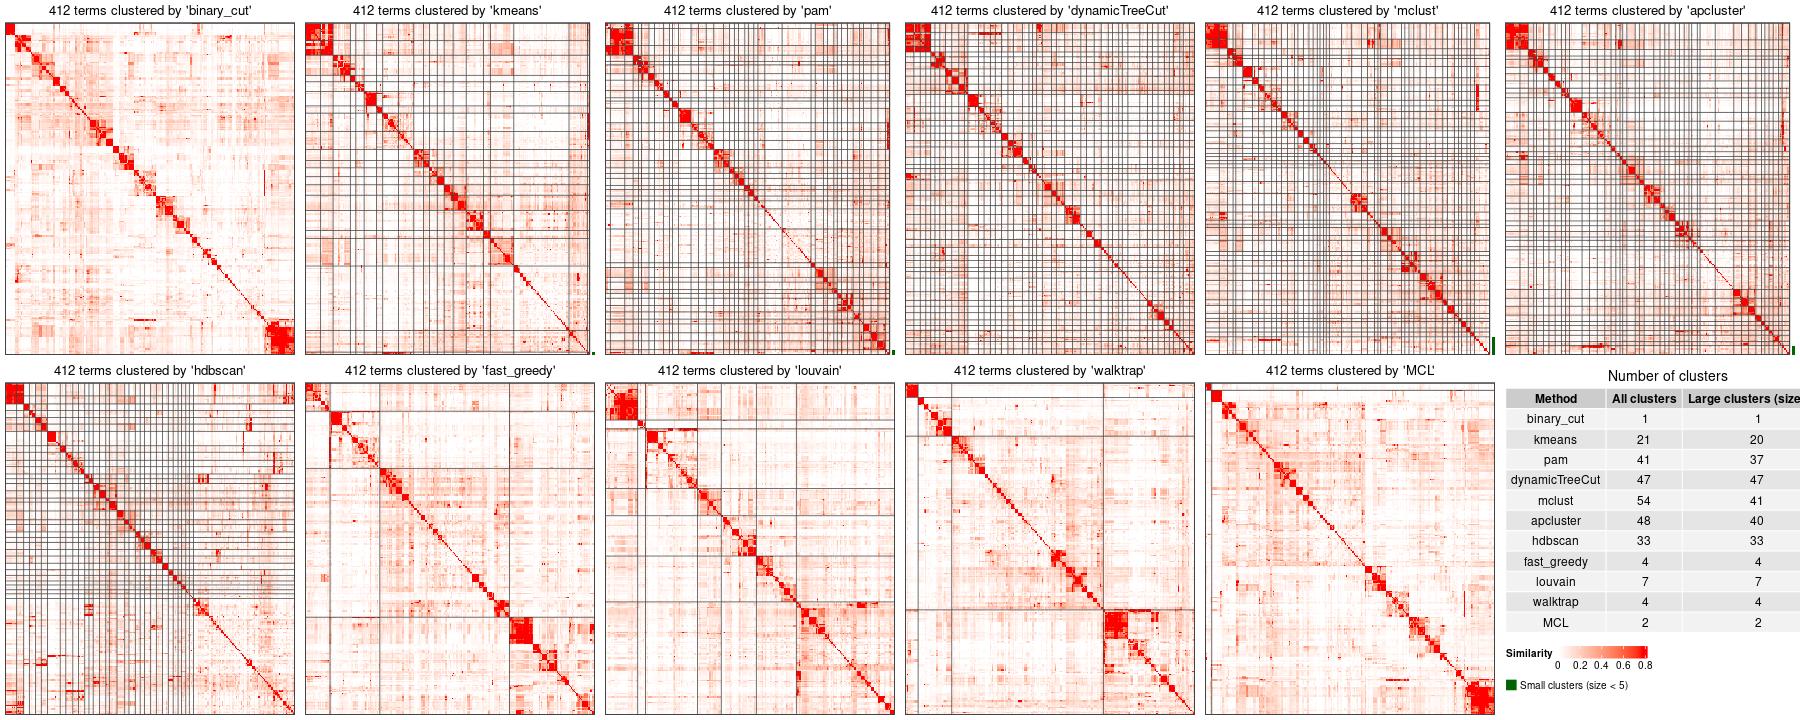 412 terms clustered by 'binary_cut'
412 terms clustered by 'kmeans'
412 terms clustered by 'pam'
412 terms clustered by 'dynamicTreeCut'
412 terms clustered by 'mclust'
412 terms clustered by 'apcluster'
412 terms clustered by 'hdbscan'
412 terms clustered by 'fast_greedy'
412 terms clustered by 'louvain'
412 terms clustered by 'walktrap'
412 terms clustered by 'MCL'
Number of clusters
Method All clusters Large clusters (size
binary_cut 1 1
kmeans 21 20
pam 41 37
dynamicTreeCut 47 47
mclust 54 41
apcluster 48 40
hdbscan 33 33
fast_greedy 4 4
louvain 7 7
walktrap 4 4
MCL 2 2
Similarity
0 0.2 0.4 0.6 0.8
Small clusters (size < 5)